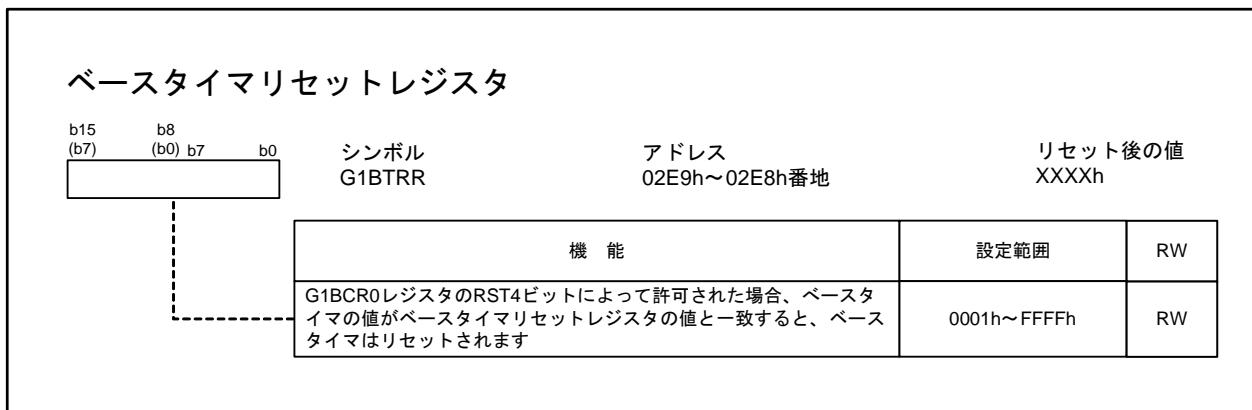 ベースタイマリセットレジスタ
b15 b8
(b7) (b0) b7 b0
シンボル アドレス リセット後の値
G1BTRR 02E9h～02E8h番地 XXXXh
機 能 設定範囲 RW
G1BCR0レジスタのRST4ビットによって許可された場合、ベースタ
イマの値がベースタイマリセットレジスタの値と一致すると、ベース
タイマはリセットされます
0001h～FFFFh RW